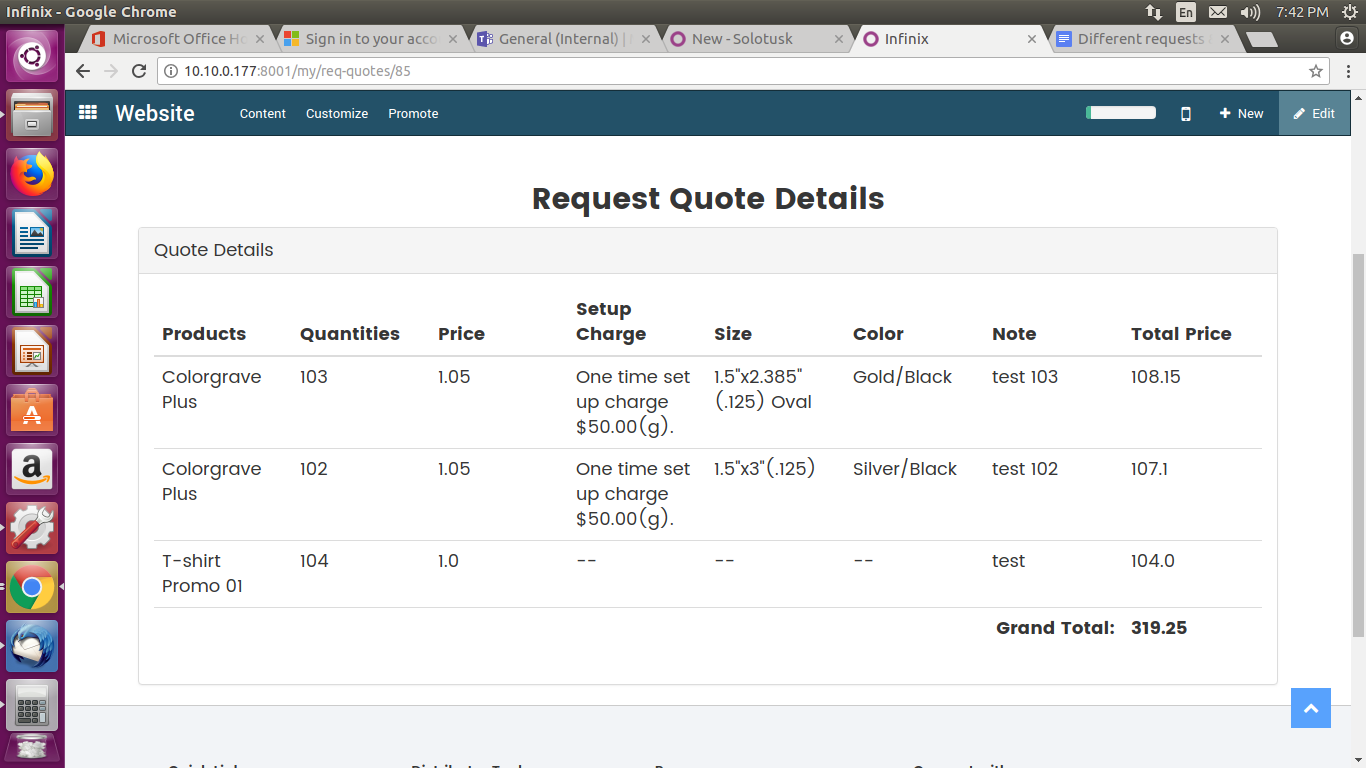 Infinix - Google Chrome
En
7:42 PM
Microsoft Office Ho
Sign in to your acco
General (Internal) |
New - Solotusk
Infinix
Different requests
10.10.0.177:8001/my/req-quotes/85
Website
Content
Customize
Promote
New
Edit
Request Quote Details
Quote Details
Products
Quantities
Price
Setup
Charge
Size
Color
Note
Total Price
Colorgrave
Plus
103
1.05
One time set
up charge
$50.00(g).
1.5"x2.385"
(.125) Oval
Gold/Black
test 103
108.15
Colorgrave
Plus
102
1.05
One time set
up charge
$50.00(g).
1.5"x3"(.125)
Silver/Black
test 102
107.1
T-shirt
Promo 01
104
1.0
--
--
--
test
104.0
Grand Total: 319.25